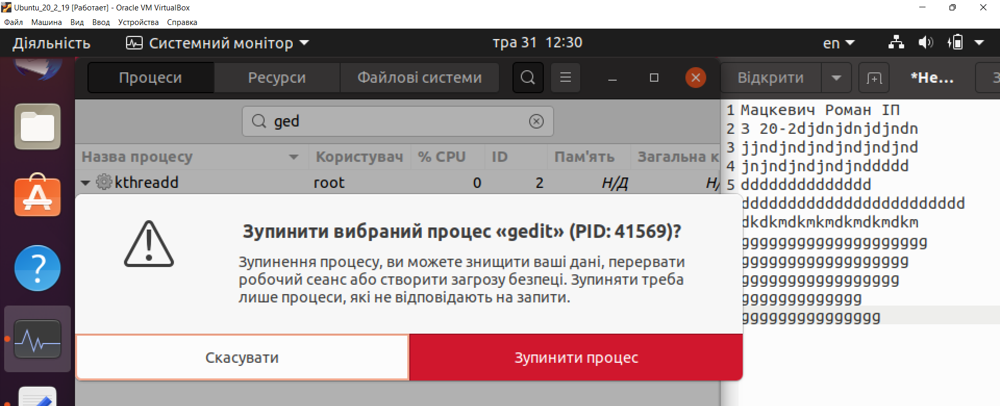 Ubuntu_20_2_19 [Работает] - Oracle VM VirtualBox
Файл Машина Вид Ввод Устройства Справка
Діяльність Системний монітор тра 31 12:30 en
Процеси Ресурси Файлові системи Відкрити *Не...
ged
Назва процесу Користувач % CPU ID Пам'ять Загальна к
kthreadd root 0 2 Н/Д Н/
Зупинити вибраний процес «gedit» (PID: 41569)?
Зупинення процесу, ви можете знищити ваші дані, перервати
робочий сеанс або створити загрозу безпеці. Зупиняти треба
лише процеси, які не відповідають на запити.
Скасувати Зупинити процес
1 Мацкевич Роман ІП
2 З 20-2djdnjdnjdjndn
3 jjndjndjndjndjndjnd
4 jnjndjndjndjnddddd
5 dddddddddddddd
dddddddddddddddddddddddd
dkdkmdkmkmdkmdkmdkm
gggggggggggggggggggg
gggggggggggggggggg
ggggggggggggggggg
ggggggggggggg
ggggggggggggggg